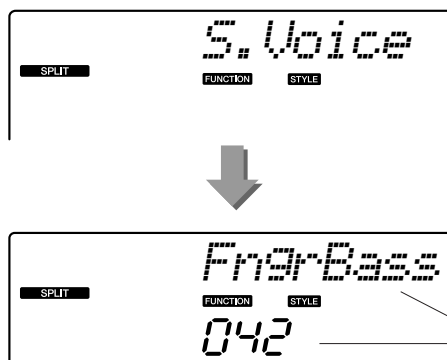 S.Voice
SPLIT
FUNCTION STYLE
FngrBass
SPLIT
FUNCTION STYLE
042